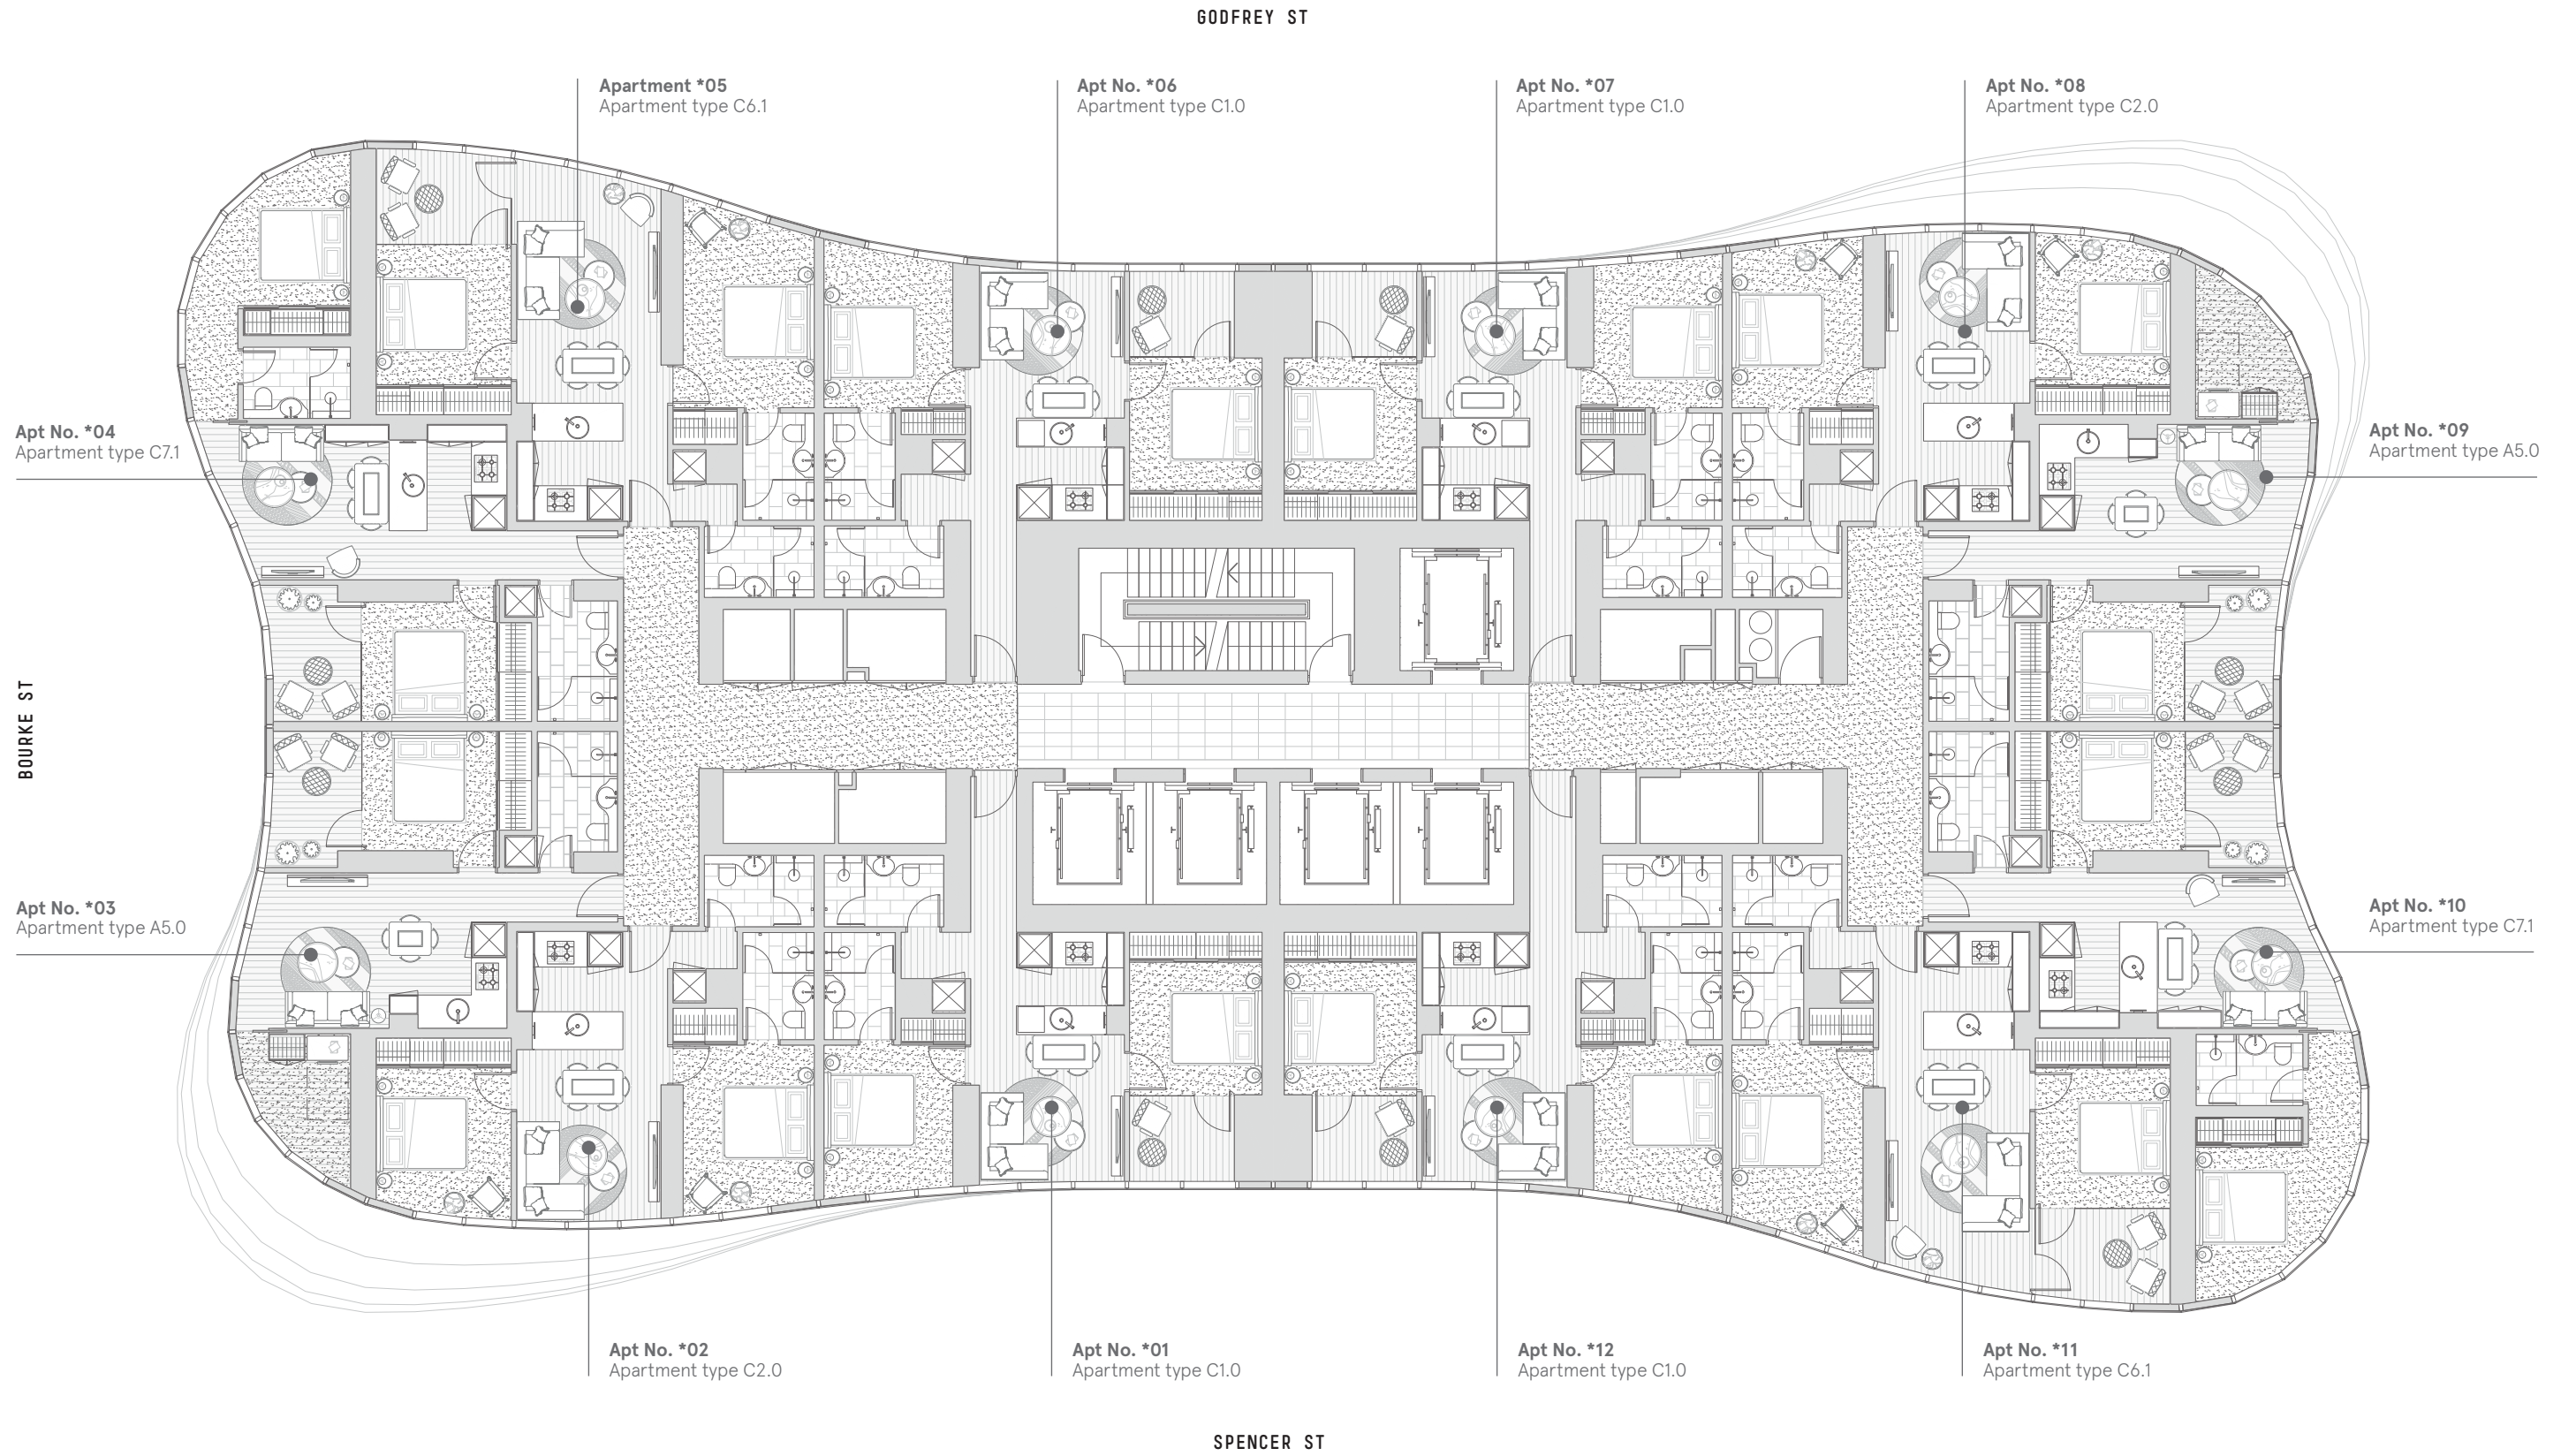 GODFREY ST
Apartment *05
Apartment type C6.1
Apt No. *06
Apartment type C1.0
Apt No. *07
Apartment type C1.0
Apt No. *08
Apartment type C2.0
Apt No. *04
Apartment type C7.1
Apt No. *09
Apartment type A5.0
BOURKE ST
Apt No. *03
Apartment type A5.0
Apt No. *10
Apartment type C7.1
Apt No. *02
Apartment type C2.0
Apt No. *01
Apartment type C1.0
Apt No. *12
Apartment type C1.0
Apt No. *11
Apartment type C6.1
SPENCER ST